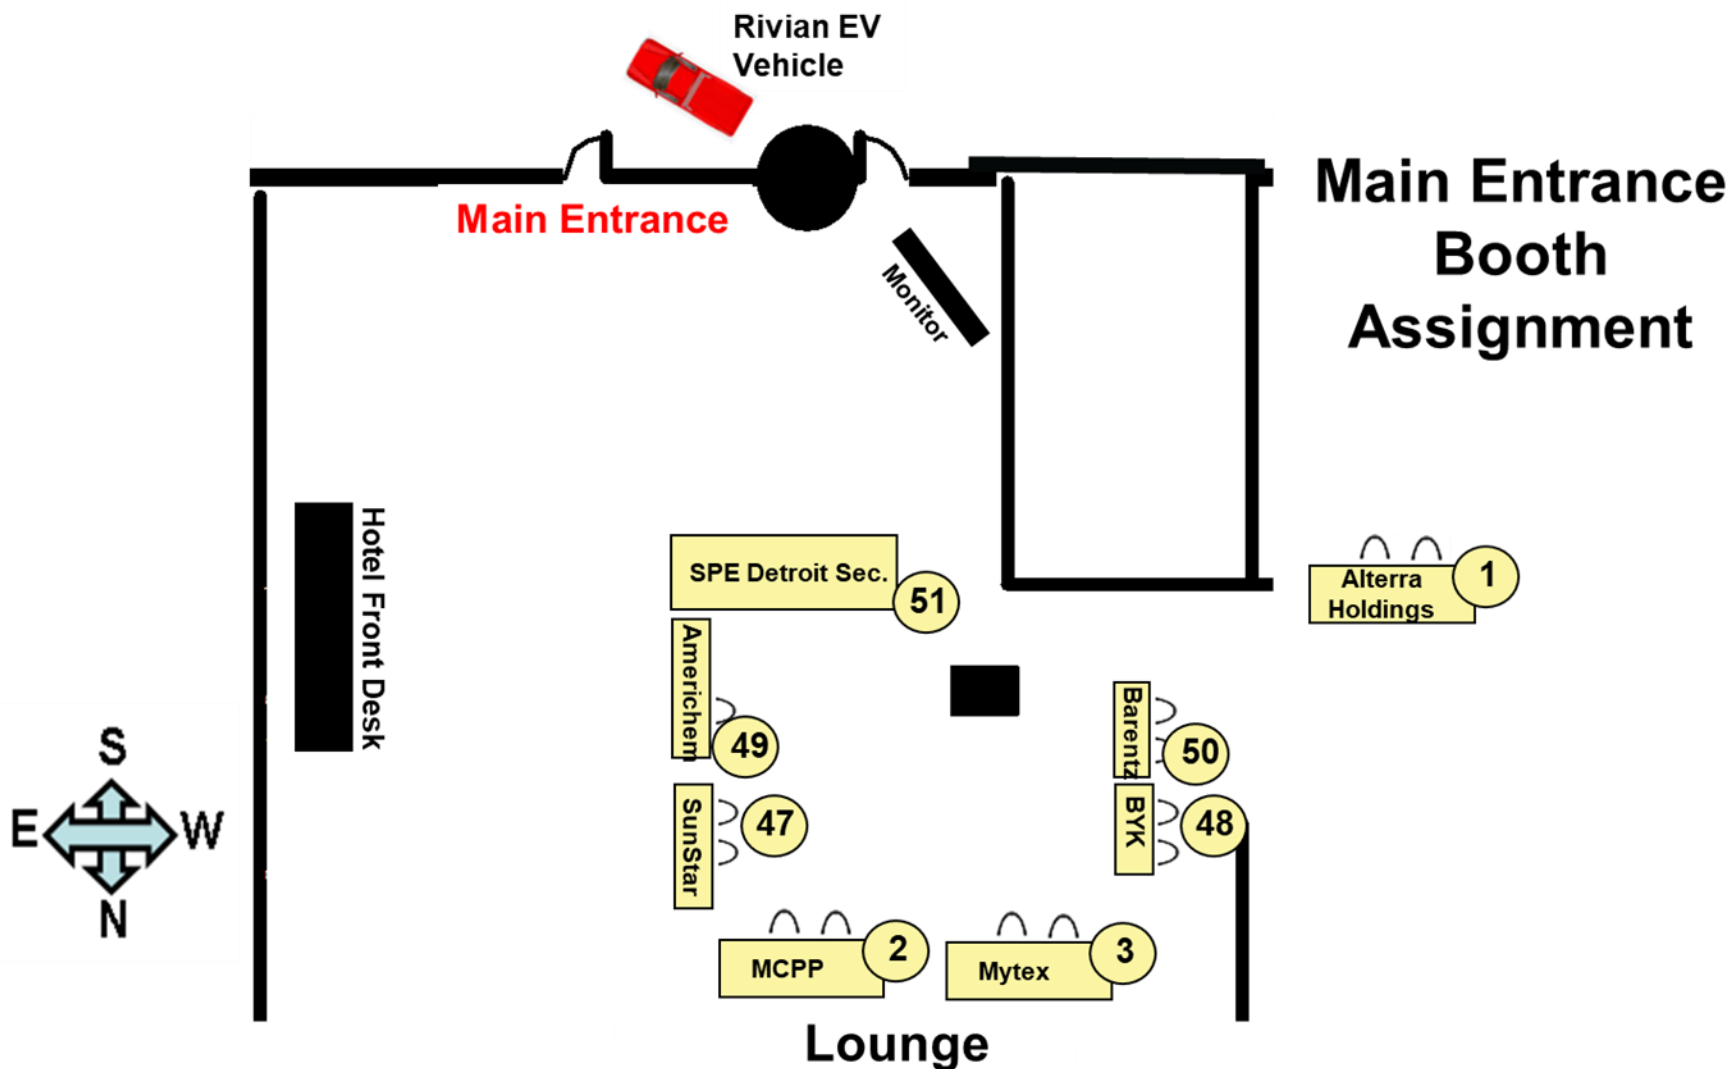 Rivian EV
Vehicle
Main Entrance
Booth
Assignment
Main Entrance
Monitor
Hotel Front Desk
SPE Detroit Sec.
51
Alterra
Holdings
1
Americhem
49
Barentz
50
SunStar
47
BYK
48
S
E
W
N
MCPP
2
Mytex
3
Lounge